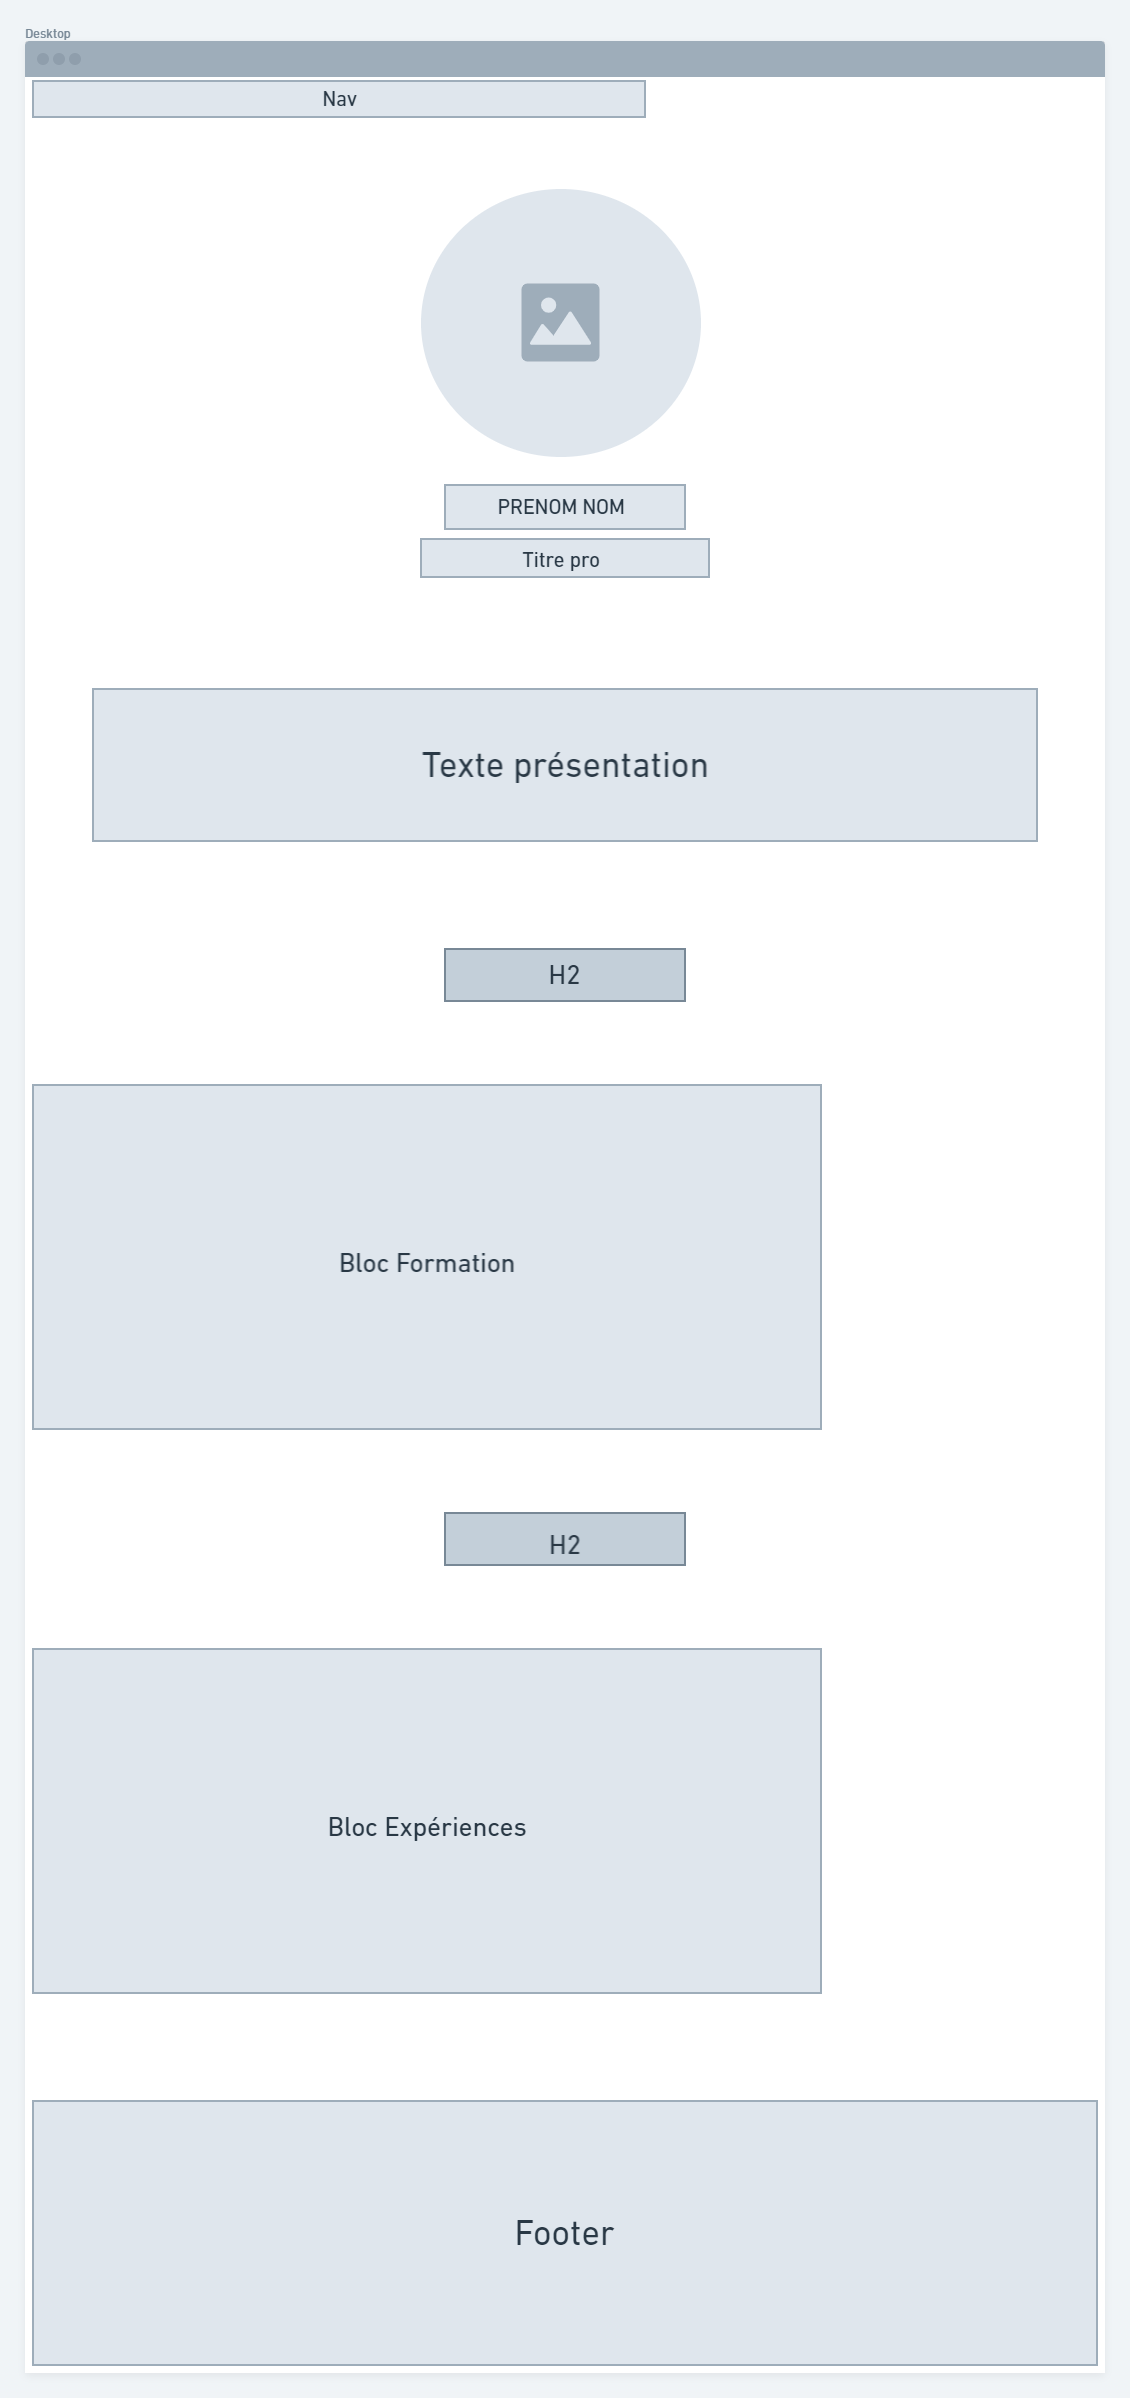 Desktop
Nav
PRENOM NOM
Titre pro
Texte présentation
H2
Bloc Formation
H2
Bloc Expériences
Footer